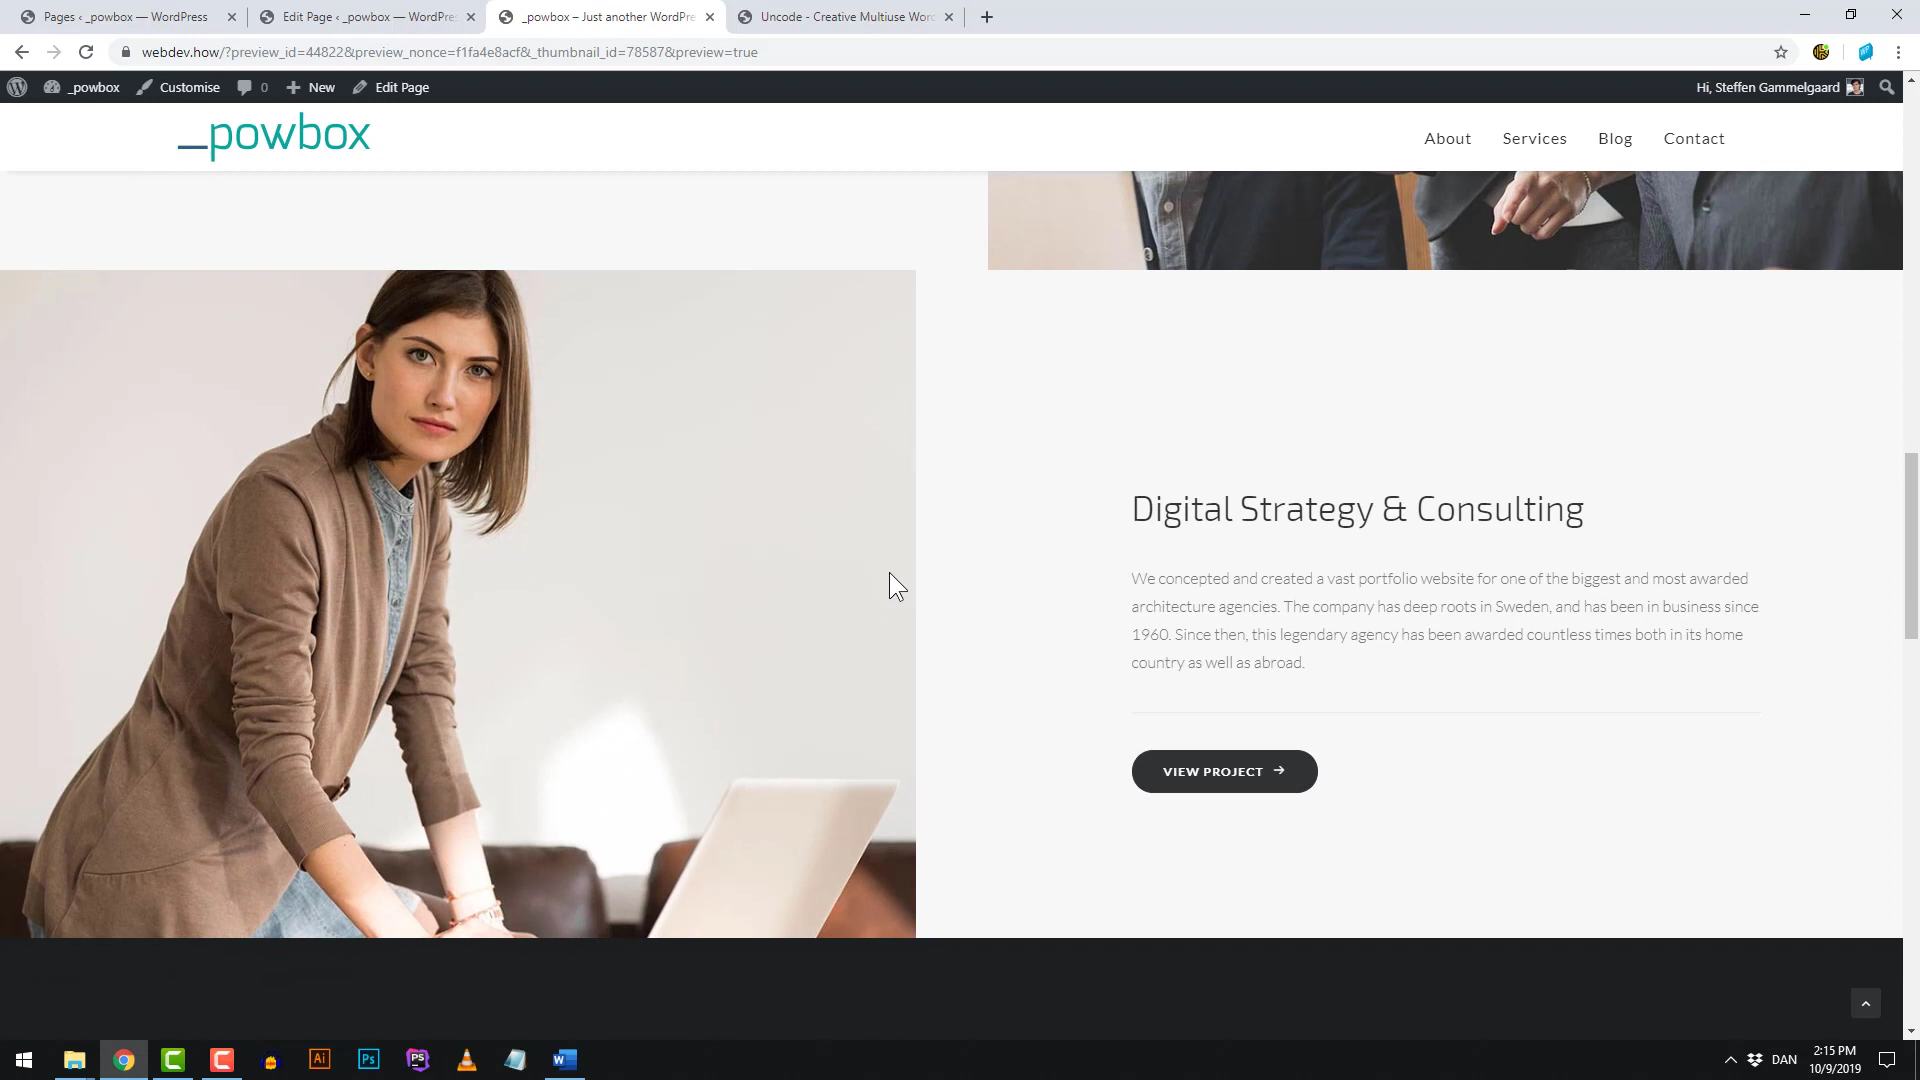 Pages ‹ _powbox — WordPress
Edit Page ‹ _powbox — WordPre
_powbox – Just another WordPre
Uncode - Creative Multiuse Word
webdev.how/?preview_id=44822&preview_nonce=f1fa4e8acf&_thumbnail_id=78587&preview=true
_powbox
Customise
0
New
Edit Page
Hi, Steffen Gammelgaard
_powbox
About
Services
Blog
Contact
Digital Strategy & Consulting
We concepted and created a vast portfolio website for one of the biggest and most awarded
architecture agencies. The company has deep roots in Sweden, and has been in business since
1960. Since then, this legendary agency has been awarded countless times both in its home
country as well as abroad.
VIEW PROJECT
Ai
Ps
PS
W
DAN
2:15 PM
10/9/2019